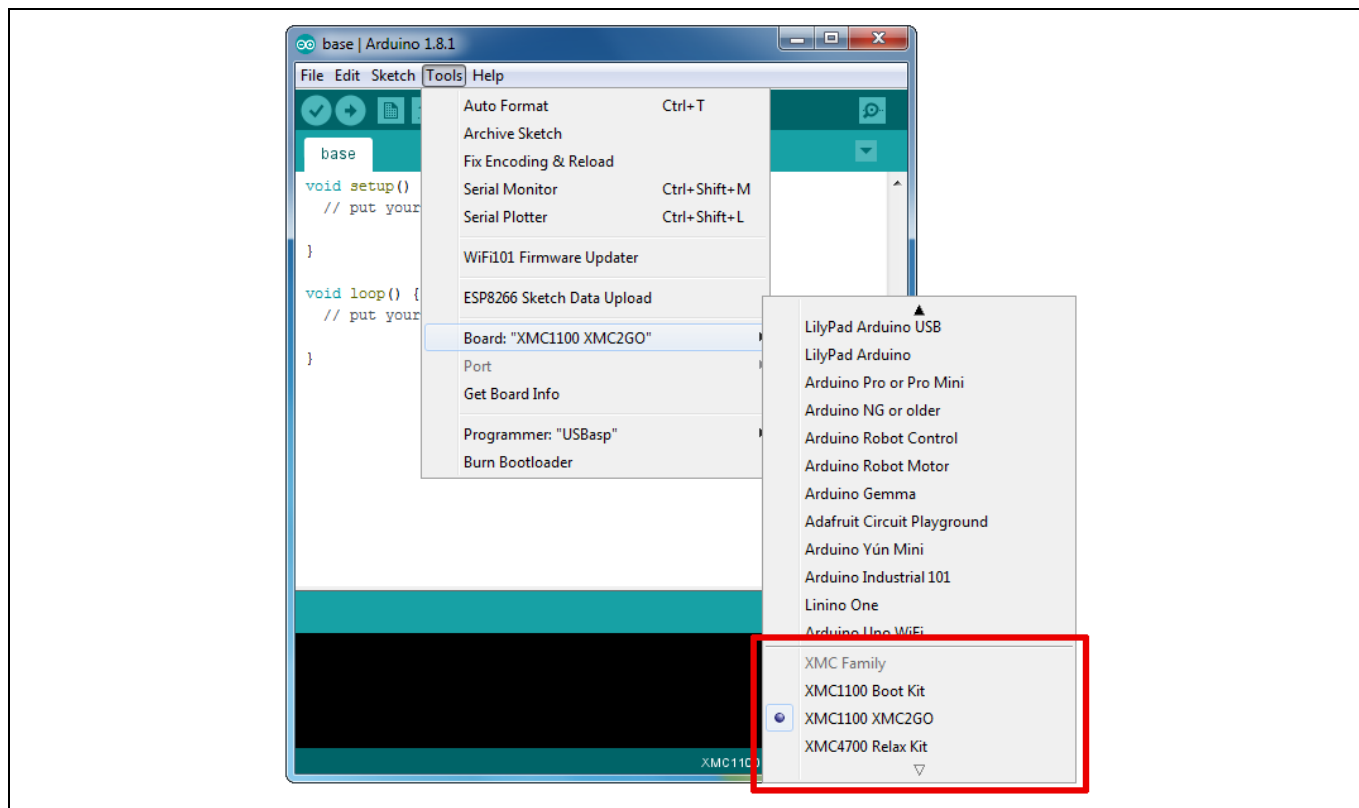 base | Arduino 1.8.1
File Edit Sketch Tools Help
Auto Format Ctrl+T
Archive Sketch
Fix Encoding & Reload
Serial Monitor Ctrl+Shift+M
Serial Plotter Ctrl+Shift+L
WiFi101 Firmware Updater
ESP8266 Sketch Data Upload
Board: "XMC1100 XMC2GO"
Port
Get Board Info
Programmer: "USBasp"
Burn Bootloader
base
void setup()
// put your
}
void loop() {
// put your
}
LilyPad Arduino USB
LilyPad Arduino
Arduino Pro or Pro Mini
Arduino NG or older
Arduino Robot Control
Arduino Robot Motor
Arduino Gemma
Adafruit Circuit Playground
Arduino Yún Mini
Arduino Industrial 101
Linino One
Arduino Uno WiFi
XMC Family
XMC1100 Boot Kit
XMC1100 XMC2GO
XMC4700 Relax Kit
XMC1100